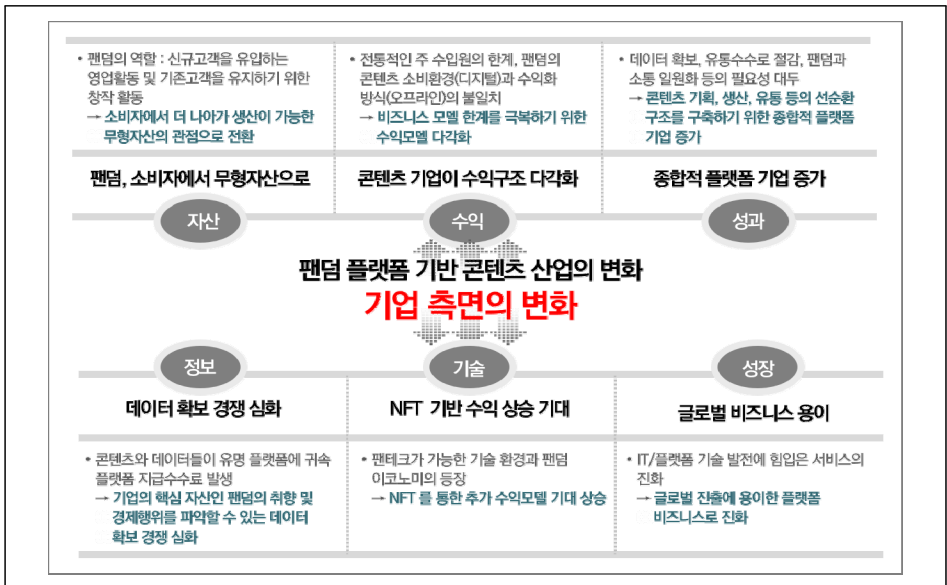 • 팬덤의 역할 : 신규고객을 유입하는
영업활동 및 기존고객을 유지하기 위한
창작 활동
→ 소비자에서 더 나아가 생산이 가능한
무형자산의 관점으로 전환
• 전통적인 주 수입원의 한계, 팬덤의
콘텐츠 소비환경(디지털)과 수익화
방식(오프라인)의 불일치
→ 비즈니스 모델 한계를 극복하기 위한
수익모델 다각화
• 데이터 확보, 유통수수로 절감, 팬덤과
소통 일원화 등의 필요성 대두
→ 콘텐츠 기획, 생산, 유통 등의 선순환
구조를 구축하기 위한 종합적 플랫폼
기업 증가
팬덤, 소비자에서 무형자산으로
콘텐츠 기업이 수익구조 다각화
종합적 플랫폼 기업 증가
자산
수익
성과
팬덤 플랫폼 기반 콘텐츠 산업의 변화
기업 측면의 변화
정보
기술
성장
데이터 확보 경쟁 심화
NFT 기반 수익 상승 기대
글로벌 비즈니스 용이
• 콘텐츠와 데이터들이 유명 플랫폼에 귀속
플랫폼 지급수수료 발생
→ 기업의 핵심 자산인 팬덤의 취향 및
경제행위를 파악할 수 있는 데이터
확보 경쟁 심화
• 팬테크가 가능한 기술 환경과 팬덤
이코노미의 등장
→ NFT 를 통한 추가 수익모델 기대 상승
• IT/플랫폼 기술 발전에 힘입은 서비스의
진화
→ 글로벌 진출에 용이한 플랫폼
비즈니스로 진화